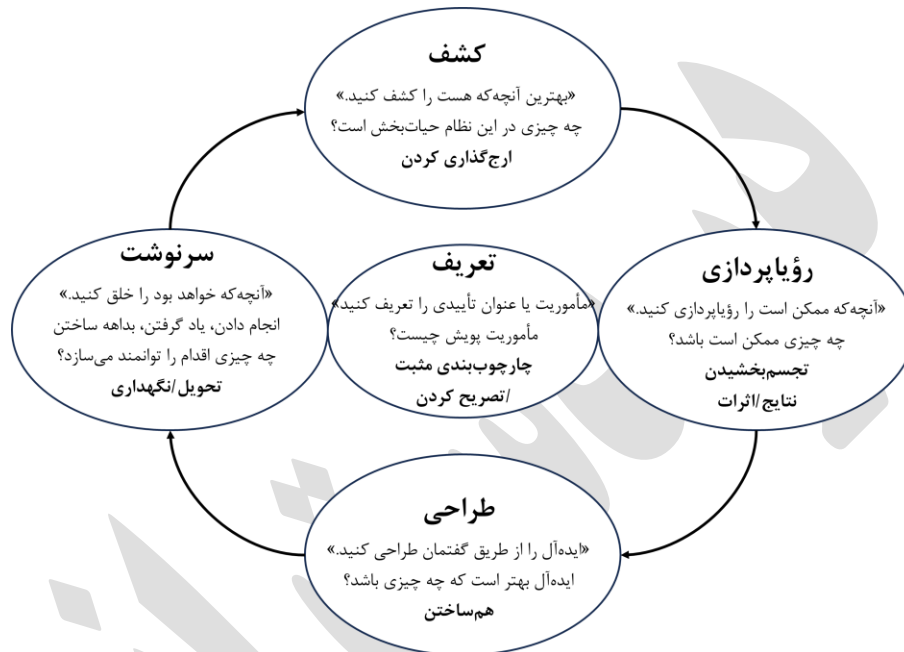 کشف
«بهترین آنچه‌که هست را کشف کنید.»
چه چیزی در این نظام حیات‌بخش است؟
ارج‌گذاری کردن
رؤیاپردازی
«آنچه‌که ممکن است را رؤیاپردازی کنید.»
چه چیزی ممکن است باشد؟
تجسم‌بخشیدن
نتایج/اثرات
تعریف
«مأموریت یا عنوان تأییدی را تعریف کنید»
مأموریت پویش چیست؟
چارچوب‌بندی مثبت
/تصریح کردن
سرنوشت
«آنچه‌که خواهد بود را خلق کنید.»
انجام دادن، یاد گرفتن، بداهه ساختن
چه چیزی اقدام را توانمند می‌سازد؟
تحویل/نگهداری
طراحی
«ایده‌آل را از طریق گفتمان طراحی کنید.»
ایده‌آل بهتر است که چه چیزی باشد؟
هم‌ساختن